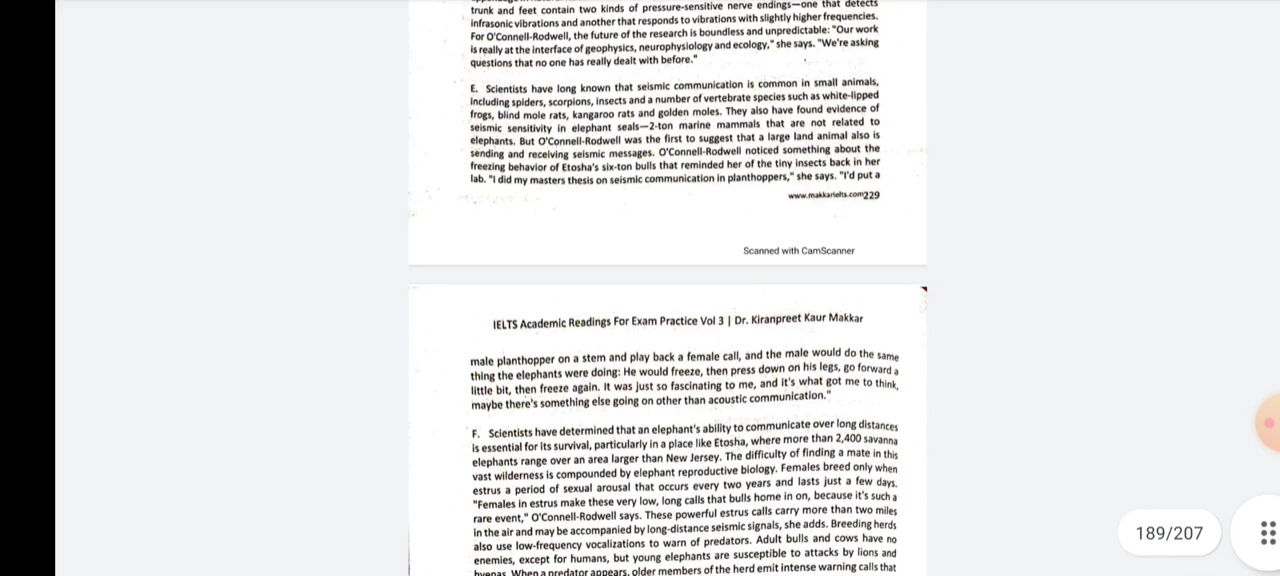 trunk and feet contain two kinds of pressure-sensitive nerve endings—one that detects
infrasonic vibrations and another that responds to vibrations with slightly higher frequencies.
For O'Connell-Rodwell, the future of the research is boundless and unpredictable: "Our work
is really at the interface of geophysics, neurophysiology and ecology," she says. "We're asking
questions that no one has really dealt with before."
E. Scientists have long known that seismic communication is common in small animals,
including spiders, scorpions, insects and a number of vertebrate species such as white-lipped
frogs, blind mole rats, kangaroo rats and golden moles. They also have found evidence of
seismic sensitivity in elephant seals—2-ton marine mammals that are not related to
elephants. But O'Connell-Rodwell was the first to suggest that a large land animal also is
sending and receiving seismic messages. O'Connell-Rodwell noticed something about the
freezing behavior of Etosha's six-ton bulls that reminded her of the tiny insects back in her
lab. "I did my masters thesis on seismic communication in planthoppers," she says. "I'd put a
www.makkarielts.com229
Scanned with CamScanner
IELTS Academic Readings For Exam Practice Vol 3 | Dr. Kiranpreet Kaur Makkar
male planthopper on a stem and play back a female call, and the male would do the same
thing the elephants were doing: He would freeze, then press down on his legs, go forward a
little bit, then freeze again. It was just so fascinating to me, and it's what got me to think,
maybe there's something else going on other than acoustic communication."
F. Scientists have determined that an elephant's ability to communicate over long distances
is essential for its survival, particularly in a place like Etosha, where more than 2,400 savanna
elephants range over an area larger than New Jersey. The difficulty of finding a mate in this
vast wilderness is compounded by elephant reproductive biology. Females breed only when
estrus a period of sexual arousal that occurs every two years and lasts just a few days.
"Females in estrus make these very low, long calls that bulls home in on, because it's such a
rare event," O'Connell-Rodwell says. These powerful estrus calls carry more than two miles
in the air and may be accompanied by long-distance seismic signals, she adds. Breeding herds
also use low-frequency vocalizations to warn of predators. Adult bulls and cows have no
enemies, except for humans, but young elephants are susceptible to attacks by lions and
hyenas. When a predator appears, older members of the herd emit intense warning calls that
189/207